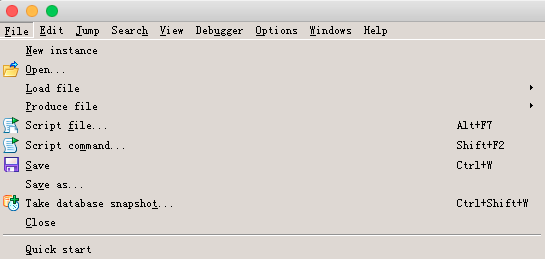 File Edit Jump Search View Debugger Options Windows Help
New instance
Open...
Load file
Produce file
Script file... Alt+F7
Script command... Shift+F2
Save Ctrl+W
Save as...
Take database snapshot... Ctrl+Shift+W
Close
Quick start